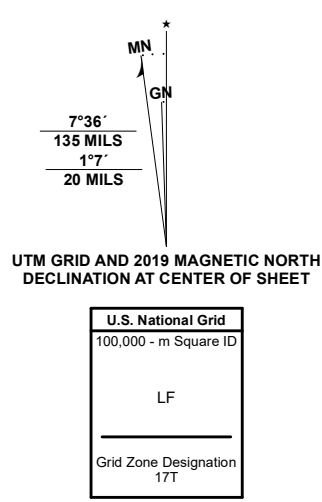 MN
GN
7°36´
135 MILS
1°7´
20 MILS
UTM GRID AND 2019 MAGNETIC NORTH
DECLINATION AT CENTER OF SHEET
U.S. National Grid
100,000 - m Square ID
LF
Grid Zone Designation
17T